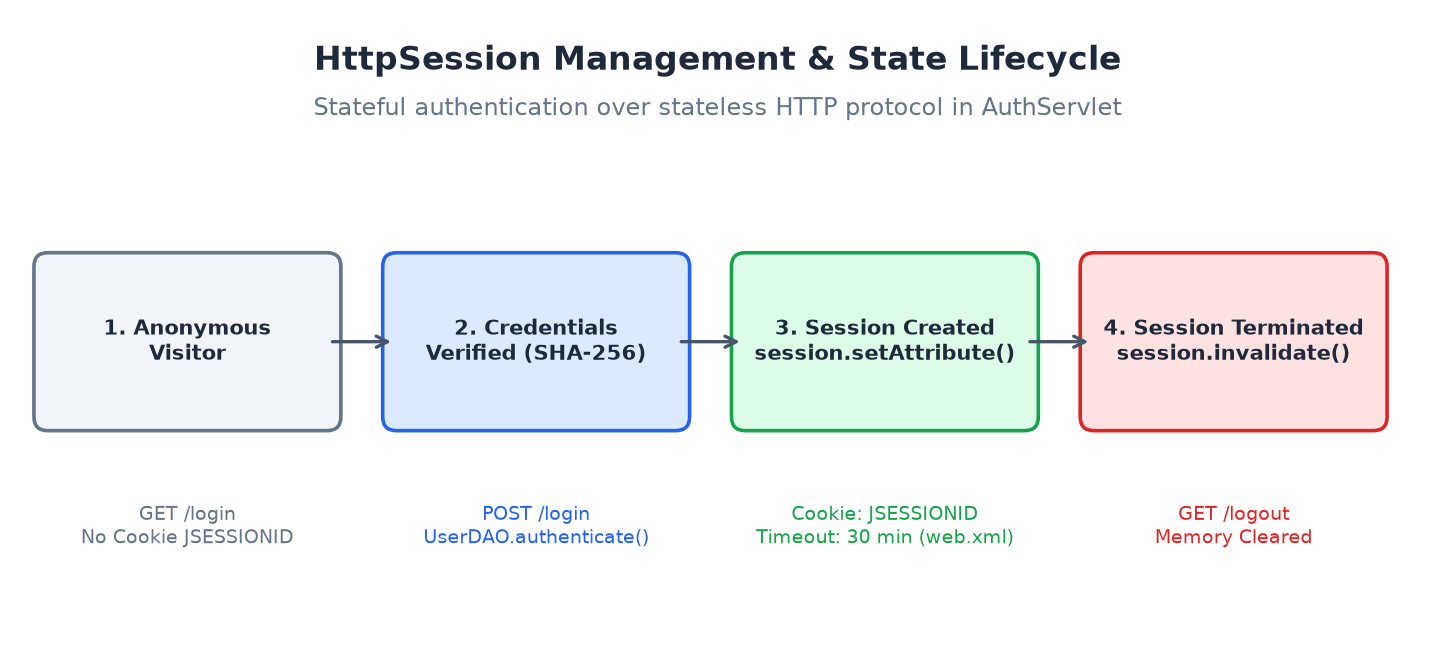 HttpSession Management & State Lifecycle
Stateful authentication over stateless HTTP protocol in AuthServlet
1. Anonymous
Visitor
2. Credentials
Verified (SHA-256)
3. Session Created
session.setAttribute()
4. Session Terminated
session.invalidate()
GET /login
No Cookie JSESSIONID
POST /login
UserDAO.authenticate()
Cookie: JSESSIONID
Timeout: 30 min (web.xml)
GET /logout
Memory Cleared